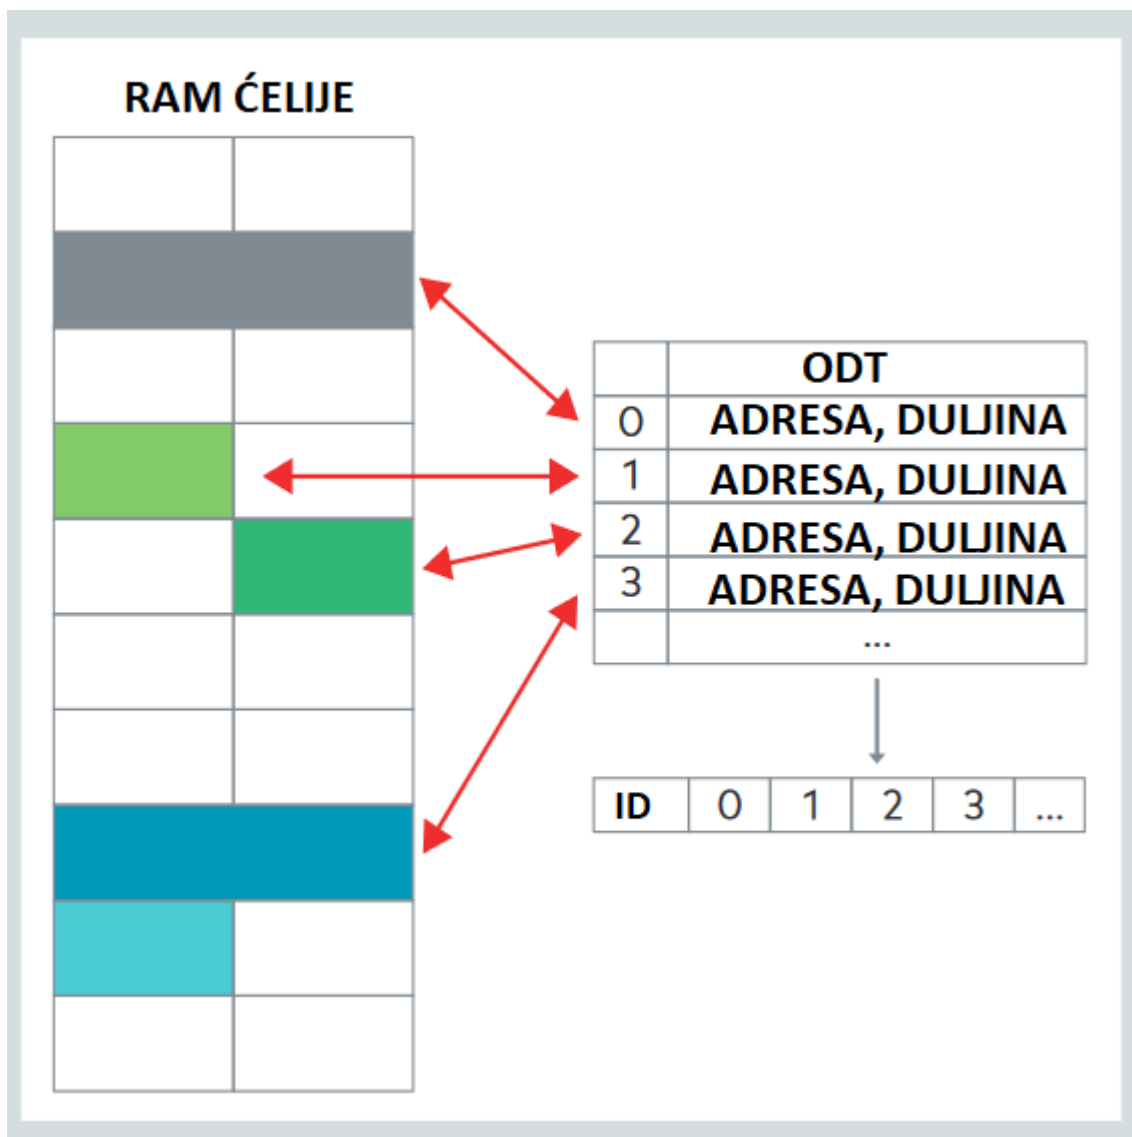 RAM ĆELIJE
ODT
0 ADRESA, DULJINA
1 ADRESA, DULJINA
2 ADRESA, DULJINA
3 ADRESA, DULJINA
...
ID 0 1 2 3 ...